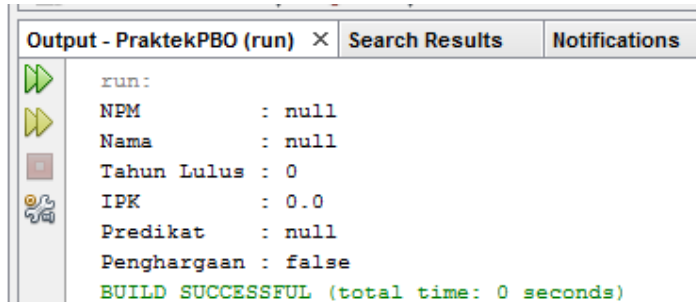 Output - PraktekPBO (run) × Search Results Notifications
run:
NPM : null
Nama : null
Tahun Lulus : 0
IPK : 0.0
Predikat : null
Penghargaan : false
BUILD SUCCESSFUL (total time: 0 seconds)